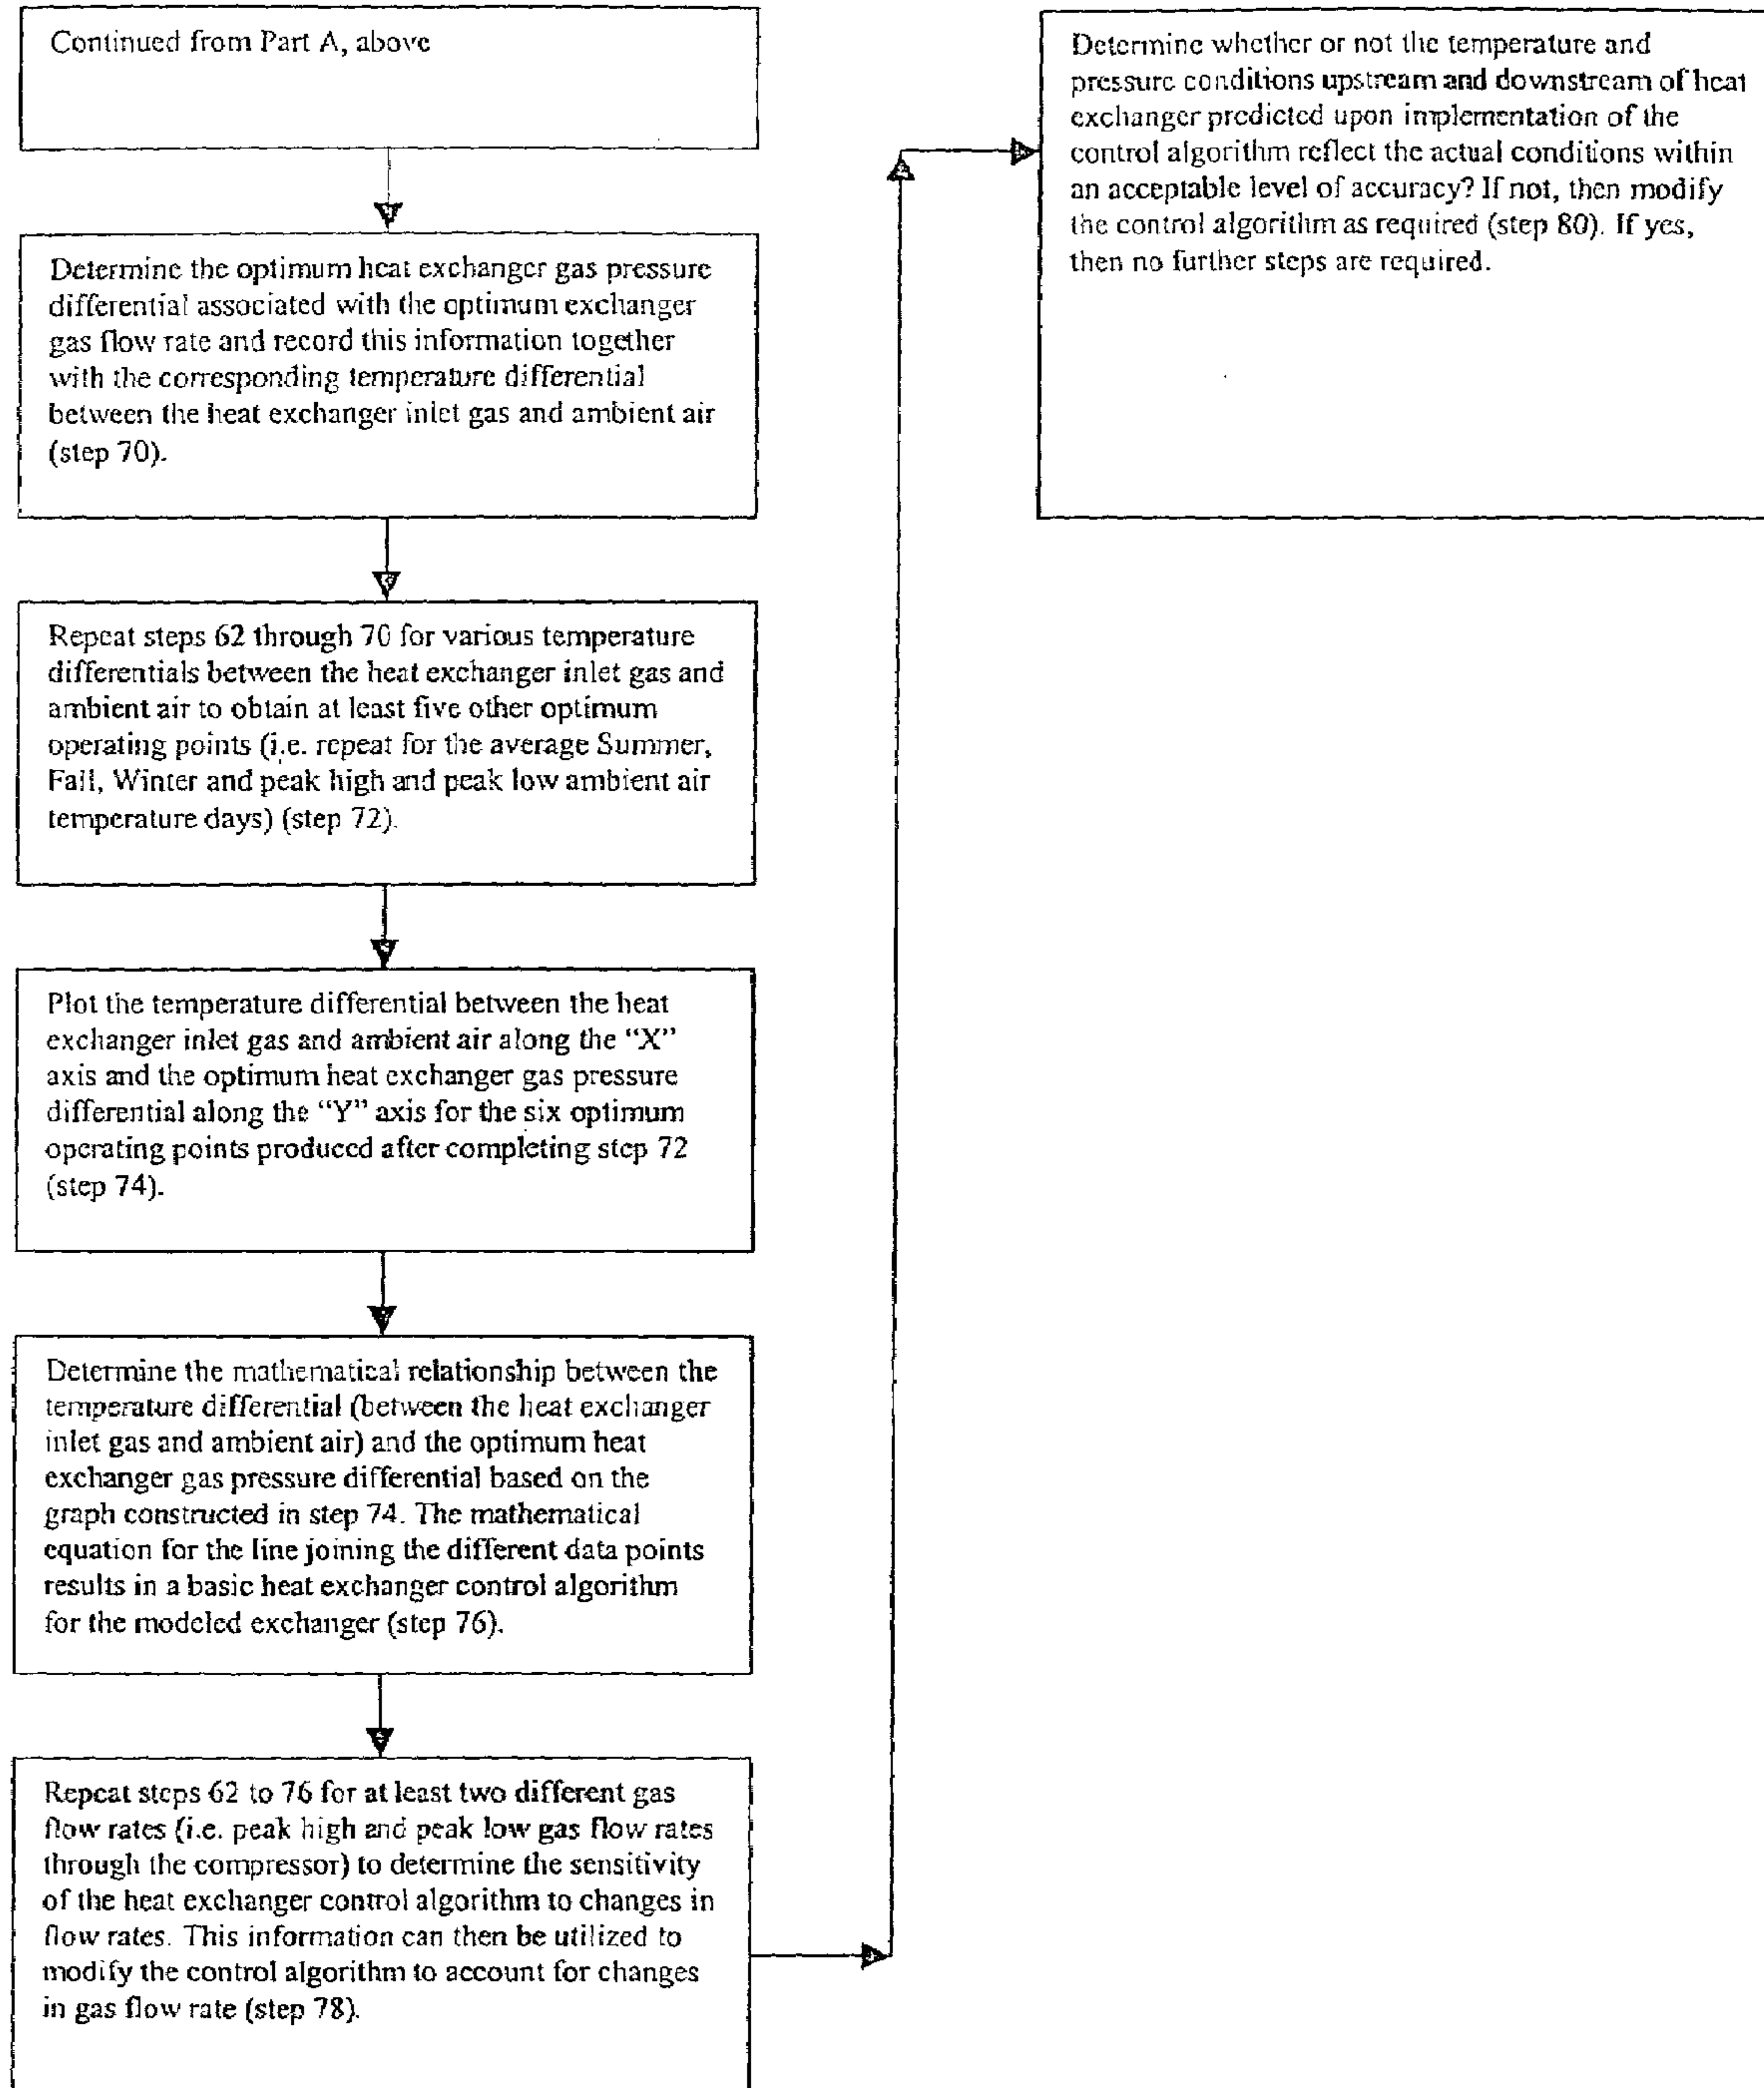 Continued from Part A, above
Determine the optimum heat exchanger gas pressure
differential associated with the optimum exchanger
gas flow rate and record this information together
with the corresponding temperature differential
between the heat exchanger inlet gas and ambient air
(step 70).
Repeat steps 62 through 70 for various temperature
differentials between the heat exchanger inlet gas and
ambient air to obtain at least five other optimum
operating points (i.e. repeat for the average Summer,
Fall, Winter and peak high and peak low ambient air
temperature days) (step 72).
Plot the temperature differential between the heat
exchanger inlet gas and ambient air along the “X”
axis and the optimum heat exchanger gas pressure
differential along the “Y” axis for the six optimum
operating points produced after completing step 72
(step 74).
Determine the mathematical relationship between the
temperature differential (between the heat exchanger
inlet gas and ambient air) and the optimum heat
exchanger gas pressure differential based on the
graph constructed in step 74. The mathematical
equation for the line joining the different data points
results in a basic heat exchanger control algorithm
for the modeled exchanger (step 76).
Repeat steps 62 to 76 for at least two different gas
flow rates (i.e. peak high and peak low gas flow rates
through the compressor) to determine the sensitivity
of the heat exchanger control algorithm to changes in
flow rates. This information can then be utilized to
modify the control algorithm to account for changes
in gas flow rate (step 78).
Determine whether or not the temperature and
pressure conditions upstream and downstream of heat
exchanger predicted upon implementation of the
control algorithm reflect the actual conditions within
an acceptable level of accuracy? If not, then modify
the control algorithm as required (step 80). If yes,
then no further steps are required.